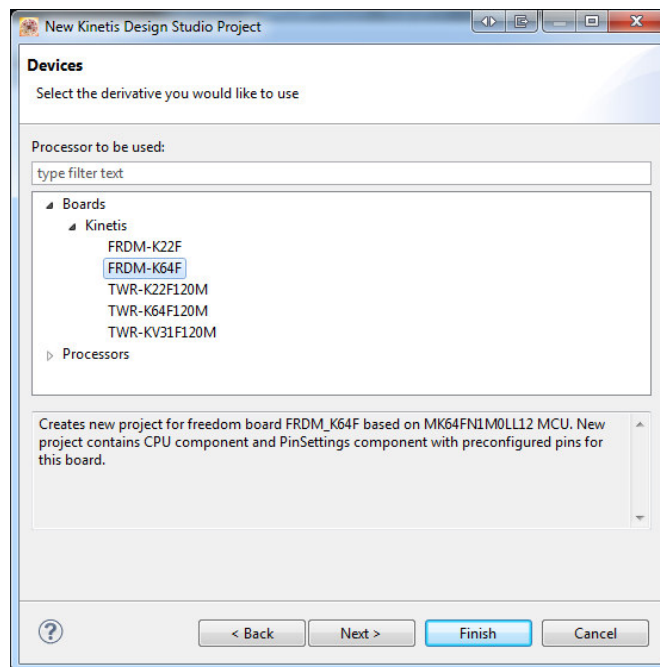 New Kinetis Design Studio Project
Devices
Select the derivative you would like to use
Processor to be used:
type filter text
Boards
Kinetis
FRDM-K22F
FRDM-K64F
TWR-K22F120M
TWR-K64F120M
TWR-KV31F120M
Processors
Creates new project for freedom board FRDM_K64F based on MK64FN1M0LL12 MCU. New
project contains CPU component and PinSettings component with preconfigured pins for
this board.
? < Back Next > Finish Cancel